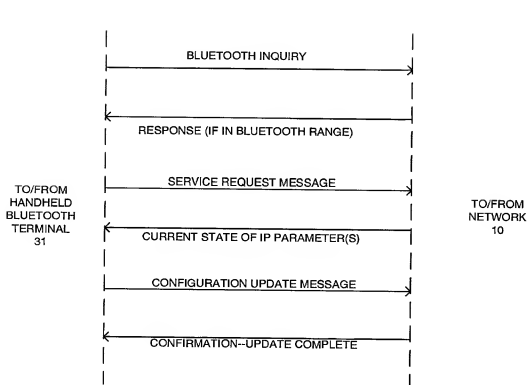 BLUETOOTH INQUIRY
RESPONSE (IF IN BLUETOOTH RANGE)
SERVICE REQUEST MESSAGE
TO/FROM
HANDHELD
BLUETOOTH
TERMINAL
31
TO/FROM
NETWORK
10
CURRENT STATE OF IP PARAMETER(S)
CONFIGURATION UPDATE MESSAGE
CONFIRMATION--UPDATE COMPLETE